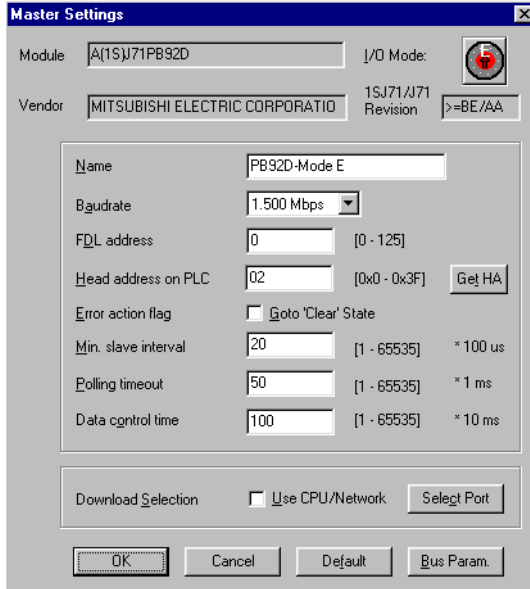 Master Settings
Module A(1S)J71PB92D I/O Mode: E
Vendor MITSUBISHI ELECTRIC CORPORATIO 1SJ71/J71 Revision >=BE/AA
Name PB92D-Mode E
Baudrate 1.500 Mbps
FDL address 0 [0 - 125]
Head address on PLC 02 [0x0 - 0x3F] Get HA
Error action flag Goto 'Clear' State
Min. slave interval 20 [1 - 65535] * 100 us
Polling timeout 50 [1 - 65535] * 1 ms
Data control time 100 [1 - 65535] * 10 ms
Download Selection Use CPU/Network Select Port
OK Cancel Default Bus Param.